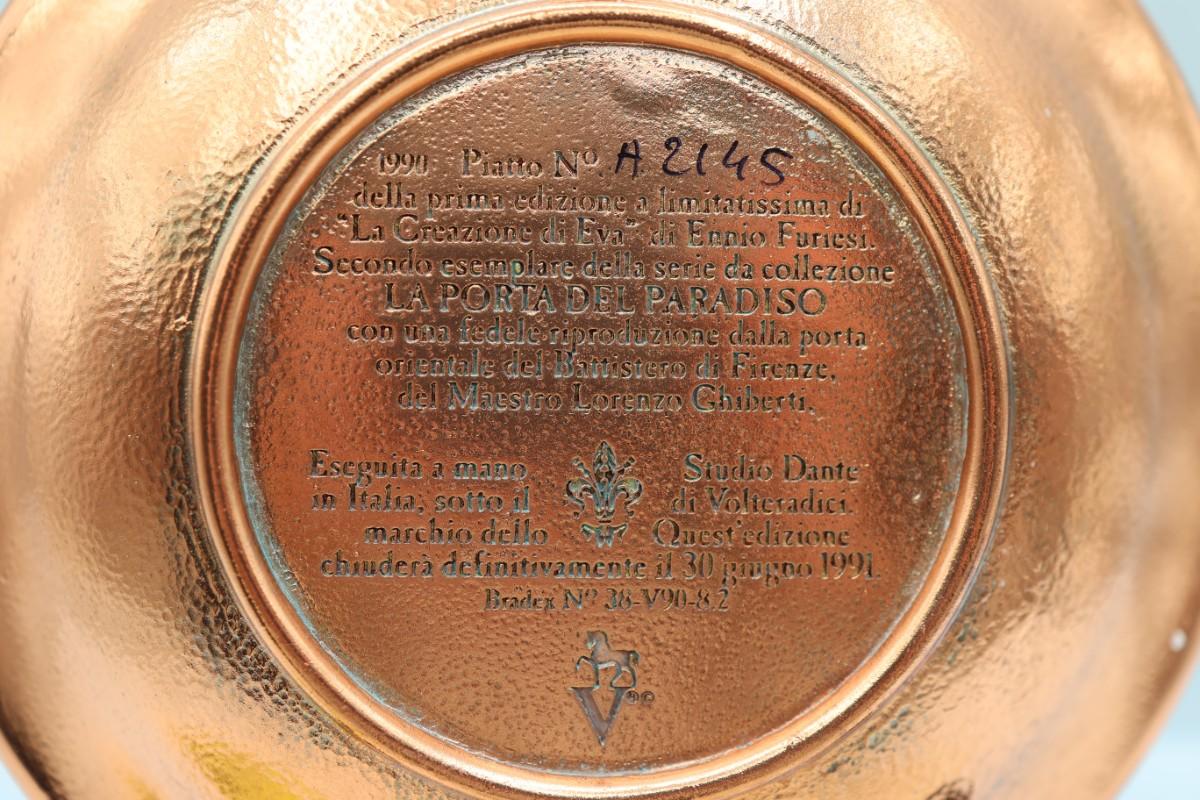 1990 Piatto Nº. A 2145
della prima edizione a limitatissima di
"La Creazione di Eva" di Ennio Furiesi.
Secondo esemplare della serie da collezione
LA PORTA DEL PARADISO
con una fedele riproduzione dalla porta
orientale del Battistero di Firenze,
del Maestro Lorenzo Ghiberti.
Eseguita a mano Studio Dante
in Italia, sotto il di Volteradici.
marchio dello Quest'edizione
chiuderà definitivamente il 30 giugno 1991.
Bradex Nº 38-V90-8.2
V ®©